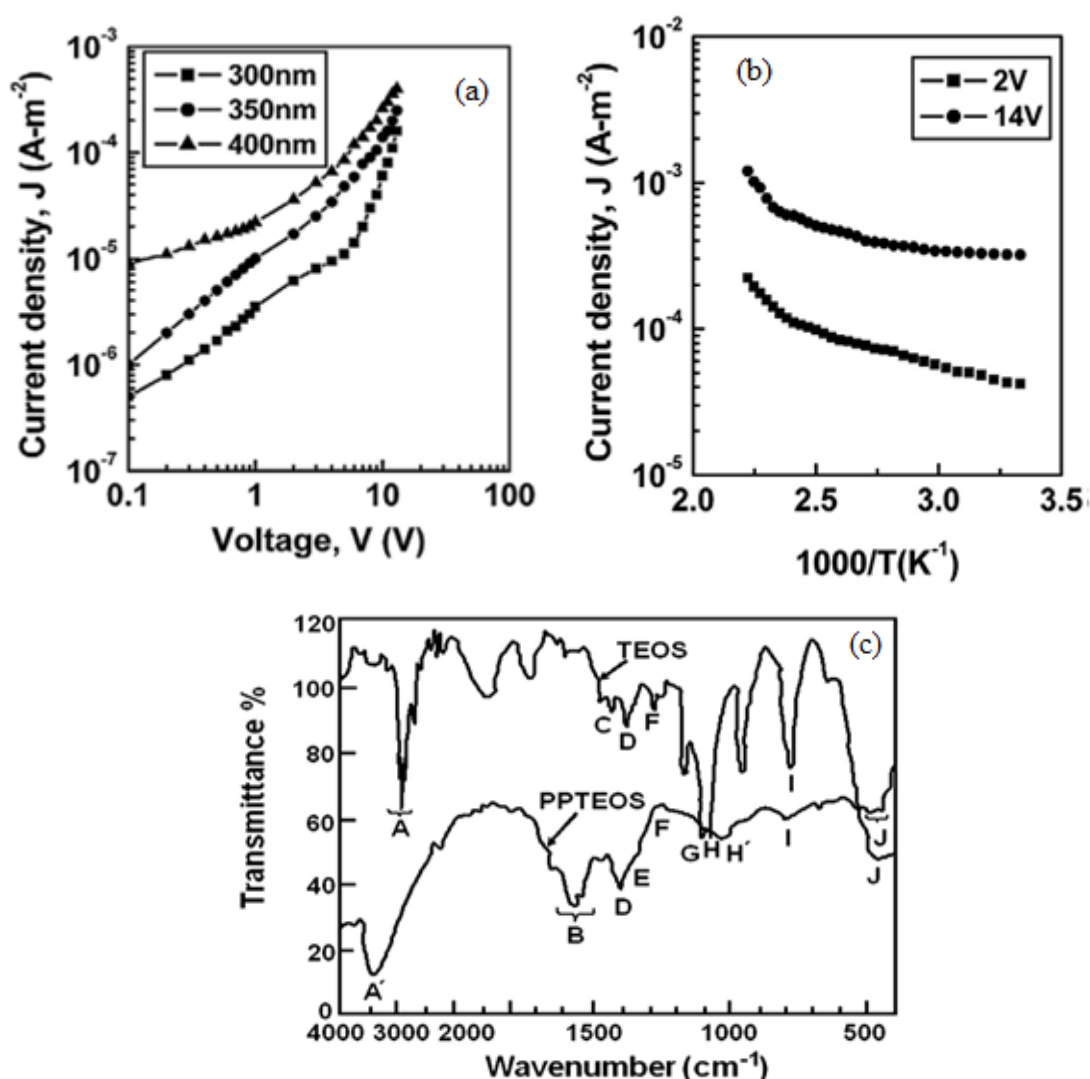 10⁻³
10⁻⁴
10⁻⁵
10⁻⁶
10⁻⁷
Current density, J (A-m⁻²)
300nm
350nm
400nm
(a)
0.1 1 10 100
Voltage, V (V)
10⁻²
10⁻³
10⁻⁴
10⁻⁵
Current density, J (A-m⁻²)
(b)
2V
14V
2.0 2.5 3.0 3.5
1000/T(K⁻¹)
120
100
80
60
40
20
0
Transmittance %
(c)
TEOS
C D F
A
I
PPTEOS
F
G H H´ I J
J
E
D
B
A´
4000 3000 2000 1500 1000 500
Wavenumber (cm⁻¹)